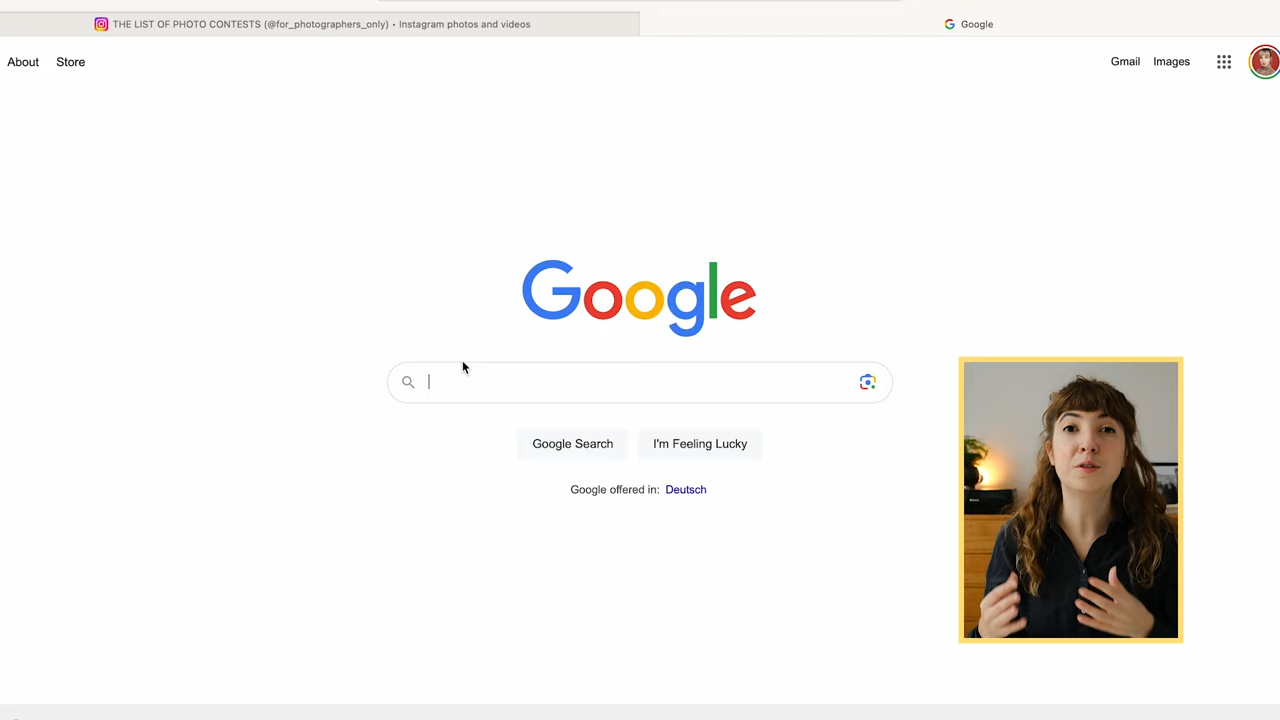 THE LIST OF PHOTO CONTESTS (@for_photographers_only) • Instagram photos and videos
Google
About Store
Gmail Images
Google
Google Search I'm Feeling Lucky
Google offered in: Deutsch